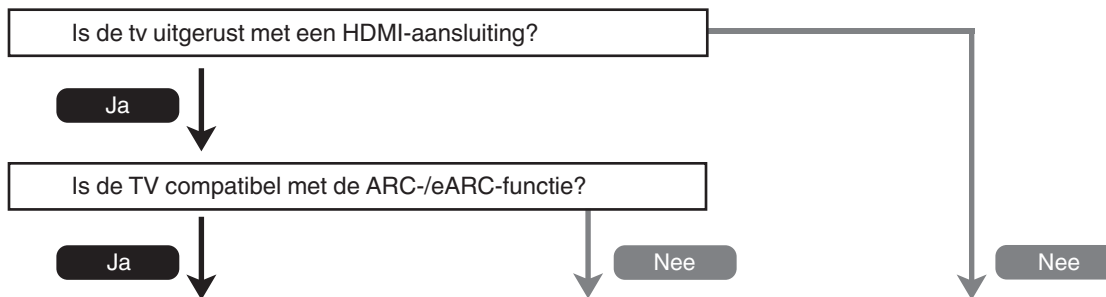 Is de tv uitgerust met een HDMI-aansluiting?
Ja
Is de TV compatibel met de ARC-/eARC-functie?
Ja
Nee
Nee